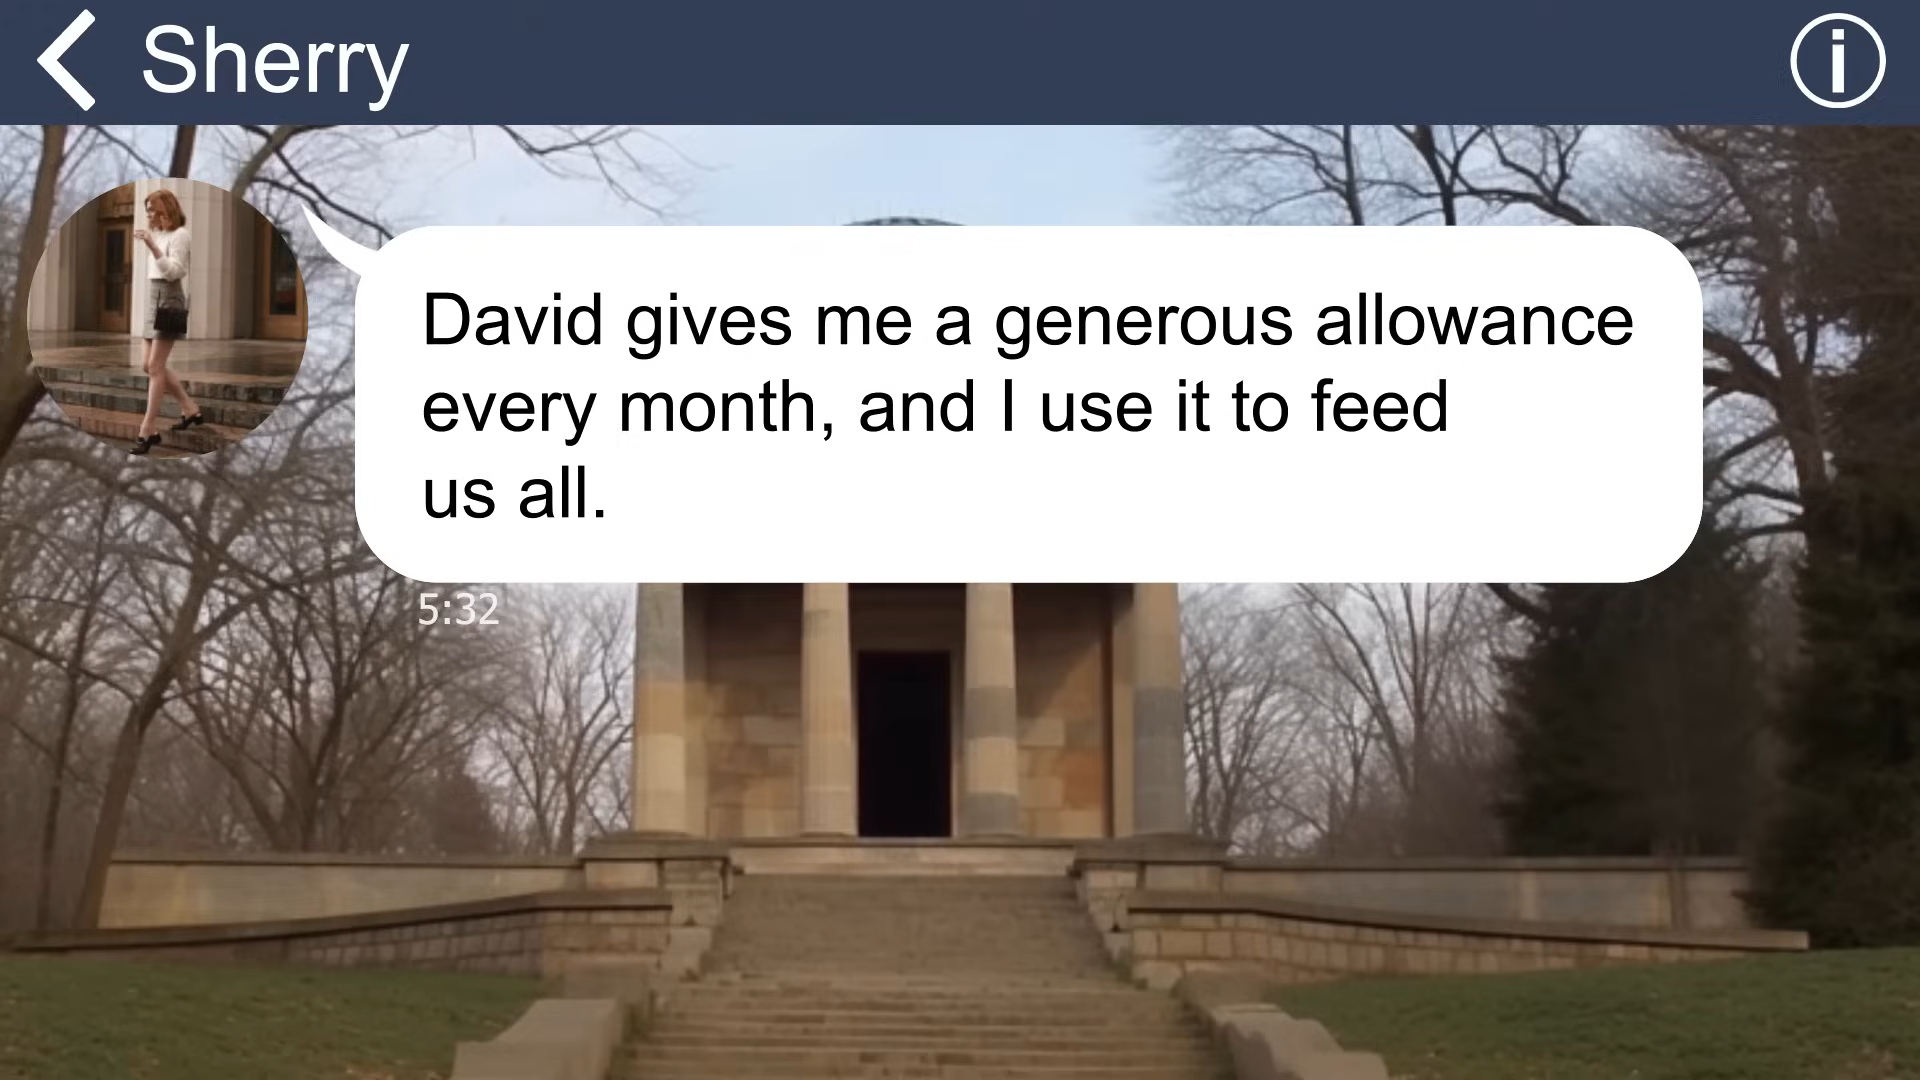 Sherry
David gives me a generous allowance
every month, and I use it to feed
us all.
5:32